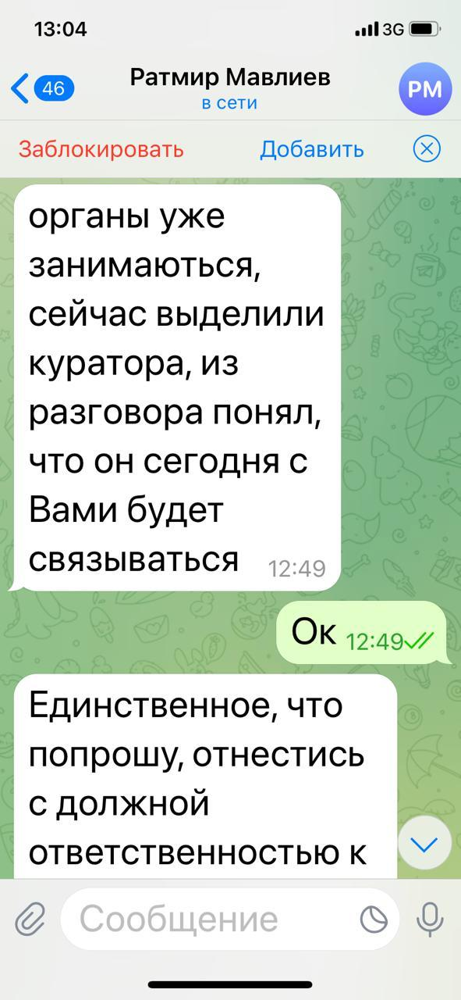 13:04
3G
46
Ратмир Мавлиев
в сети
РМ
Заблокировать
Добавить
органы уже
занимаються,
сейчас выделили
куратора, из
разговора понял,
что он сегодня с
Вами будет
связываться
12:49
Ок 12:49
Единственное, что
попрошу, отнестись
с должной
ответственностью к
Сообщение